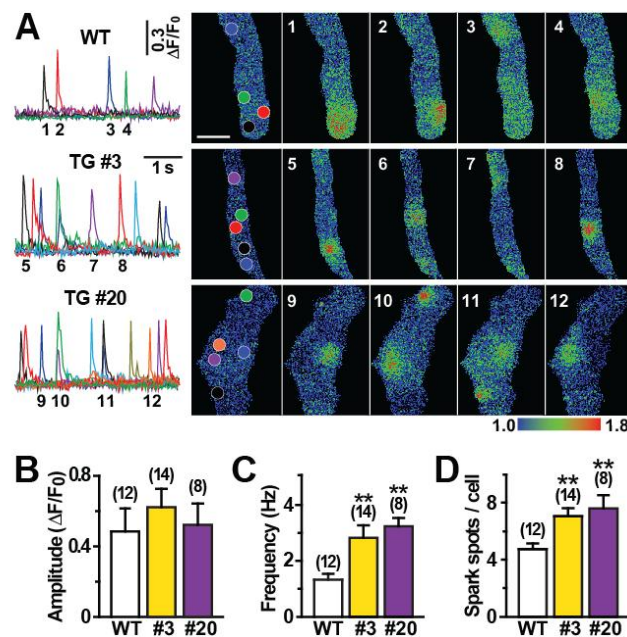 A
WT
0.3
ΔF/F0
1 2 3 4
TG #3
1 s
5 6 7 8
TG #20
9 10 11 12
1 2 3 4
5 6 7 8
9 10 11 12
1.0 1.8
B
Amplitude (ΔF/F0)
0.8
0.4
0
(12) (14) (8)
WT #3 #20
C
Frequency (Hz)
4
2
0
(12) ** (14) ** (8)
WT #3 #20
D
Spark spots / cell
8
4
0
(12) ** (14) ** (8)
WT #3 #20